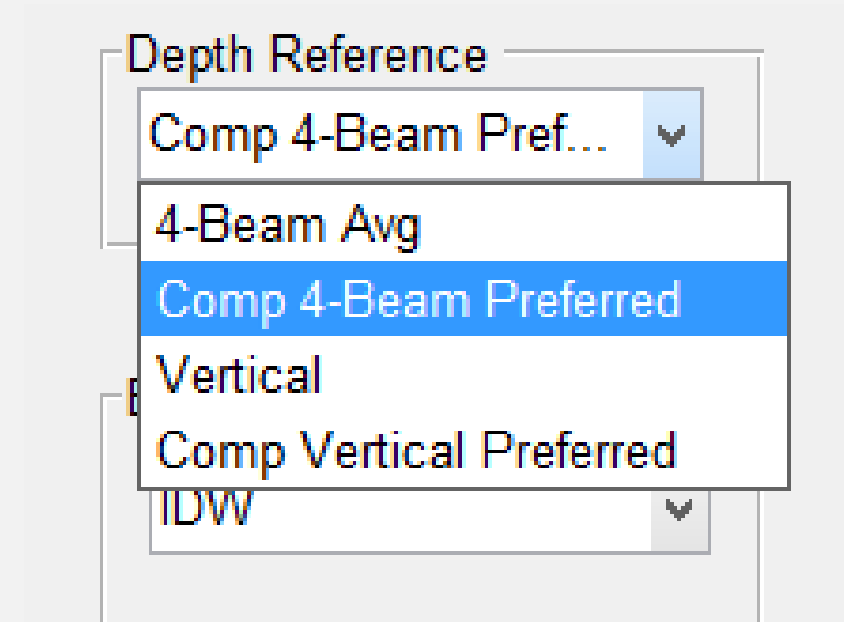 Depth Reference
Comp 4-Beam Pref...
4-Beam Avg
Comp 4-Beam Preferred
Vertical
Comp Vertical Preferred
IDW